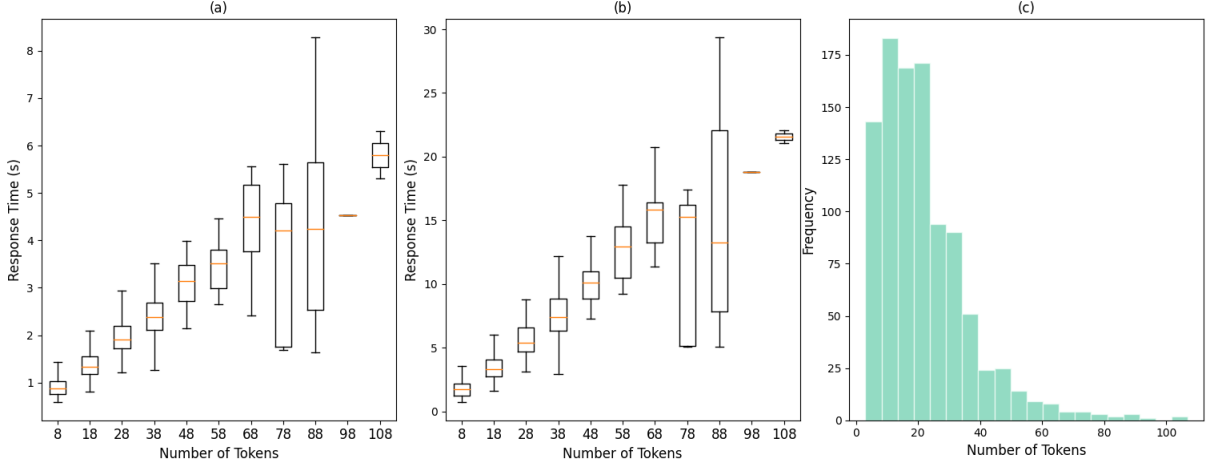 (a)
8
7
6
5
4
3
2
1
Response Time (s)
8 18 28 38 48 58 68 78 88 98 108
Number of Tokens
(b)
30
25
20
15
10
5
0
Response Time (s)
8 18 28 38 48 58 68 78 88 98 108
Number of Tokens
(c)
175
150
125
100
75
50
25
0
Frequency
0 20 40 60 80 100
Number of Tokens